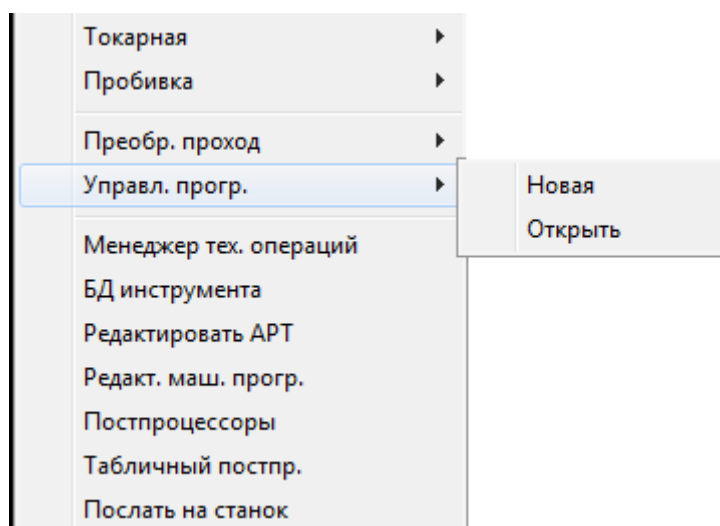 Токарная
Пробивка
Преобр. проход
Управл. прогр.
Новая
Открыть
Менеджер тех. операций
БД инструмента
Редактировать АРТ
Редакт. маш. прогр.
Постпроцессоры
Табличный постпр.
Послать на станок